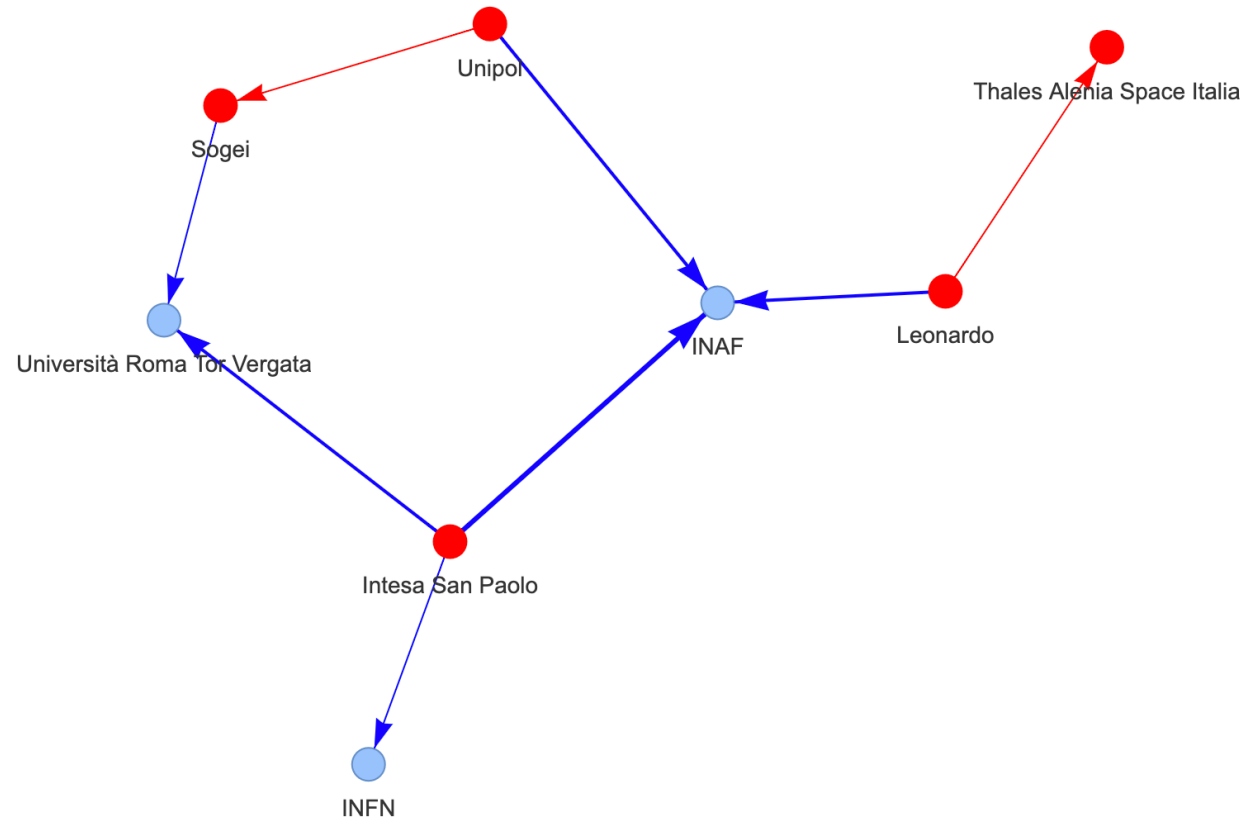 Unipol
Thales Alenia Space Italia
Sogei
Leonardo
INAF
Università Roma Tor Vergata
Intesa San Paolo
INFN